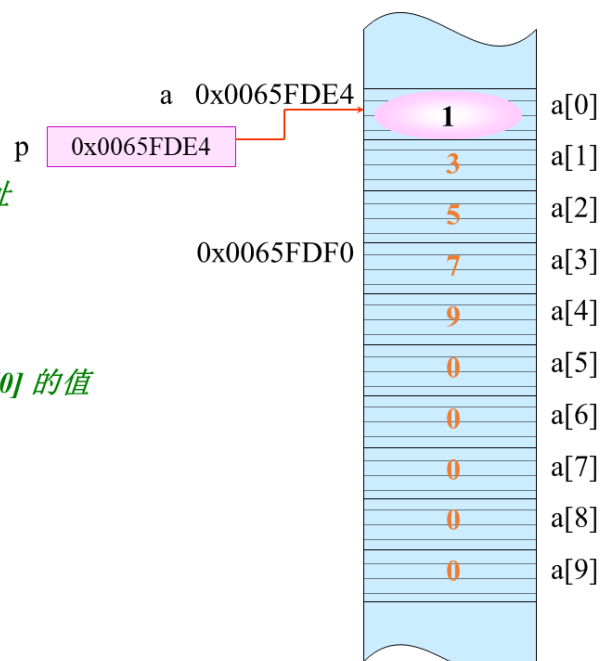 a 0x0065FDE4
1 a[0]
p 0x0065FDE4
3 a[1]
址
5 a[2]
0x0065FDF0
7 a[3]
9 a[4]
0 a[5]
0] 的值
0 a[6]
0 a[7]
0 a[8]
0 a[9]